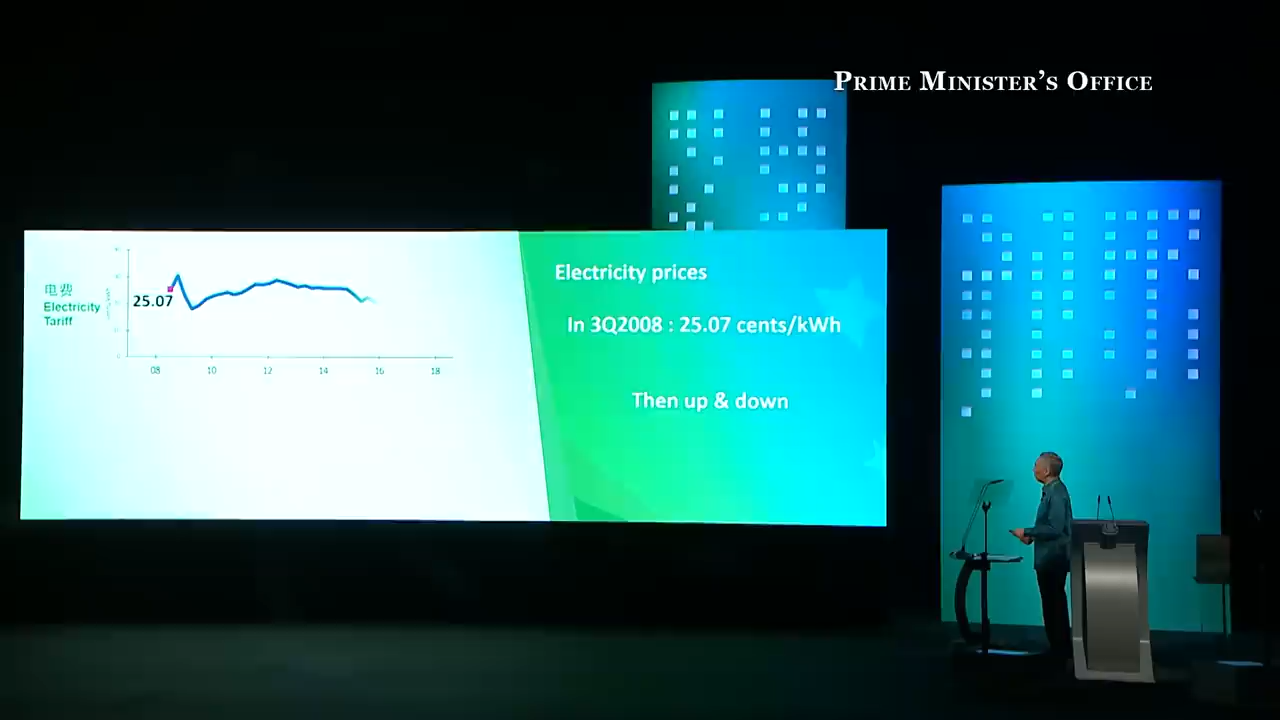 PRIME MINISTER'S OFFICE
电费
Electricity
Tariff
25.07
08 10 12 14 16 18
Electricity prices
In 3Q2008 : 25.07 cents/kWh
Then up & down